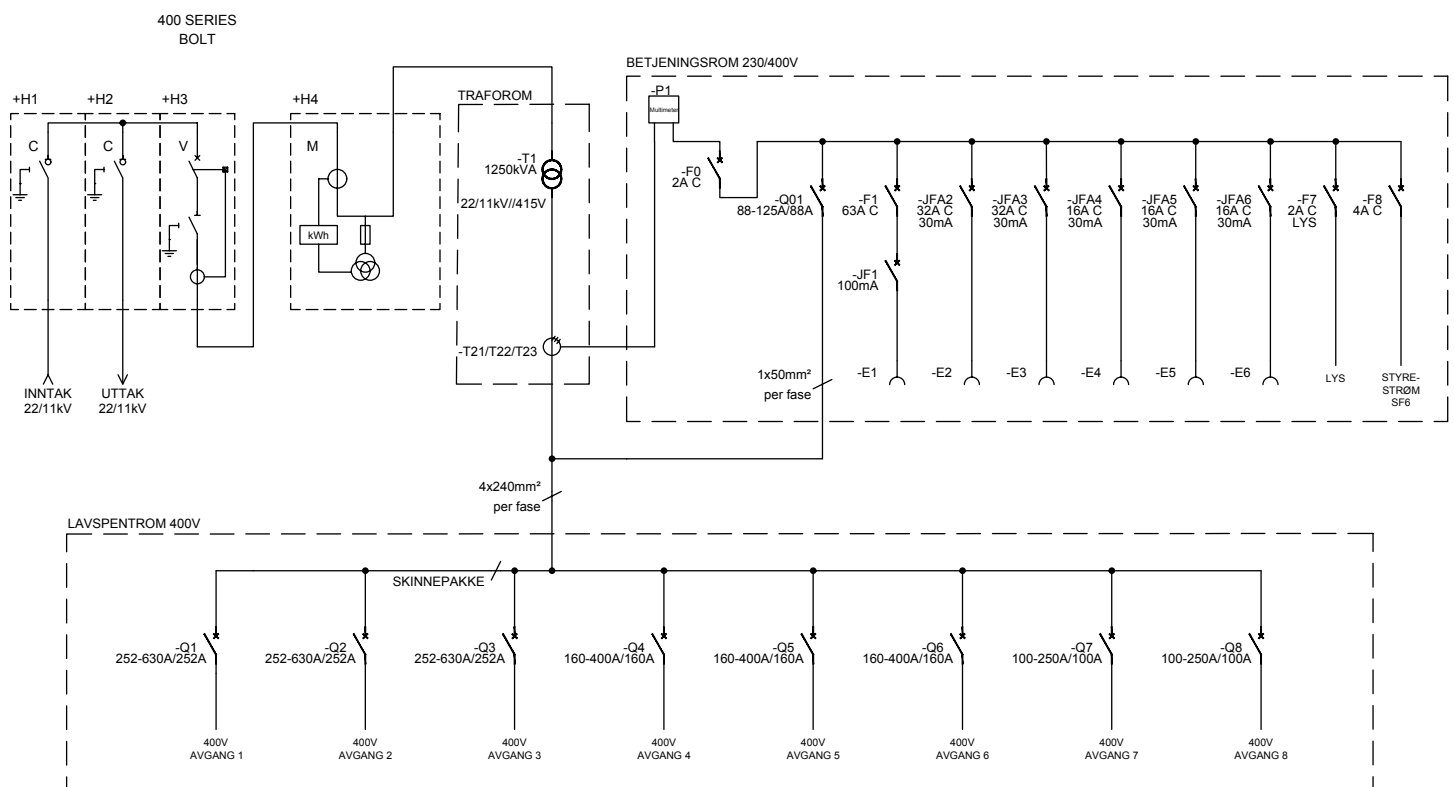 400 SERIES
BOLT
+H1
+H2
+H3
+H4
C
C
V
M
kWh
INNTAK
22/11kV
UTTAK
22/11kV
TRAFOROM
-T1
1250kVA
22/11kV//415V
-T21/T22/T23
BETJENINGSROM 230/400V
-P1
Multimeter
-F0
2A C
-Q01
88-125A/88A
-F1
63A C
-JF1
100mA
-JFA2
32A C
30mA
-JFA3
32A C
30mA
-JFA4
16A C
30mA
-JFA5
16A C
30mA
-JFA6
16A C
30mA
-F7
2A C
LYS
-F8
4A C
1x50mm²
per fase
-E1
-E2
-E3
-E4
-E5
-E6
LYS
STYRE-
STRØM
SF6
4x240mm²
per fase
LAVSPENTROM 400V
SKINNEPAKKE
-Q1
252-630A/252A
-Q2
252-630A/252A
-Q3
252-630A/252A
-Q4
160-400A/160A
-Q5
160-400A/160A
-Q6
160-400A/160A
-Q7
100-250A/100A
-Q8
100-250A/100A
400V
AVGANG 1
400V
AVGANG 2
400V
AVGANG 3
400V
AVGANG 4
400V
AVGANG 5
400V
AVGANG 6
400V
AVGANG 7
400V
AVGANG 8